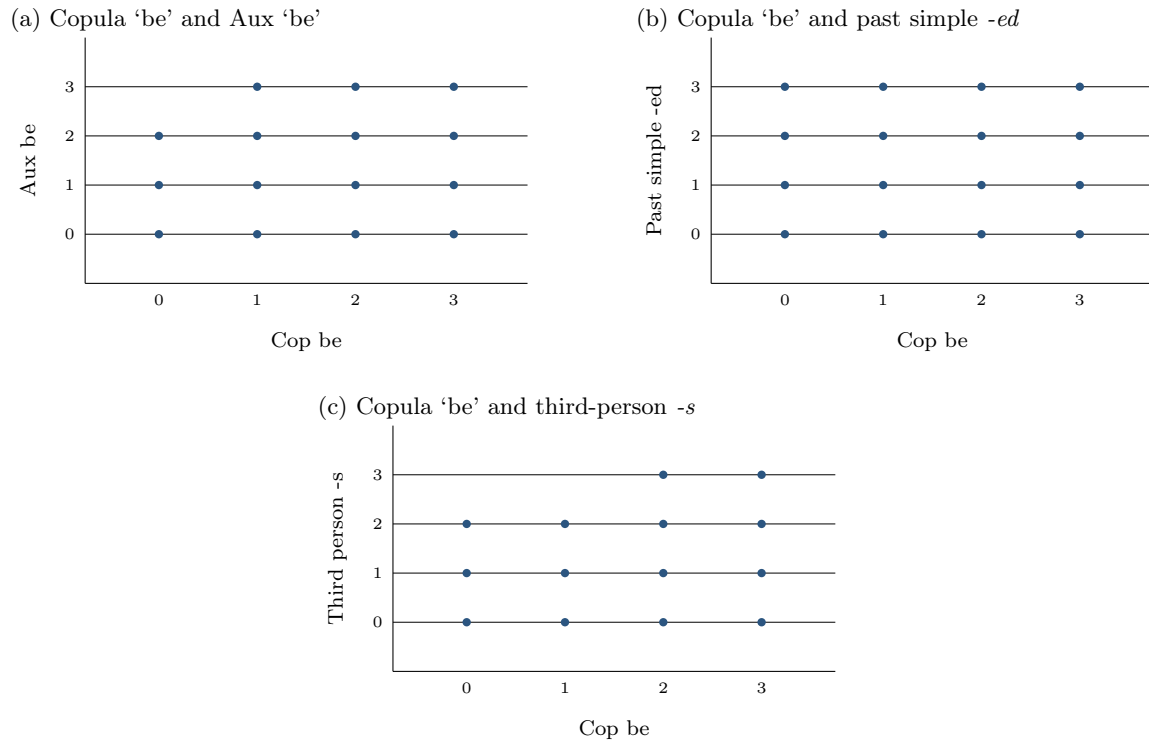 (a) Copula ‘be’ and Aux ‘be’
3
2
1
0
Aux be
0 1 2 3
Cop be
(b) Copula ‘be’ and past simple -ed
3
2
1
0
Past simple -ed
0 1 2 3
Cop be
(c) Copula ‘be’ and third-person -s
3
2
1
0
Third person -s
0 1 2 3
Cop be